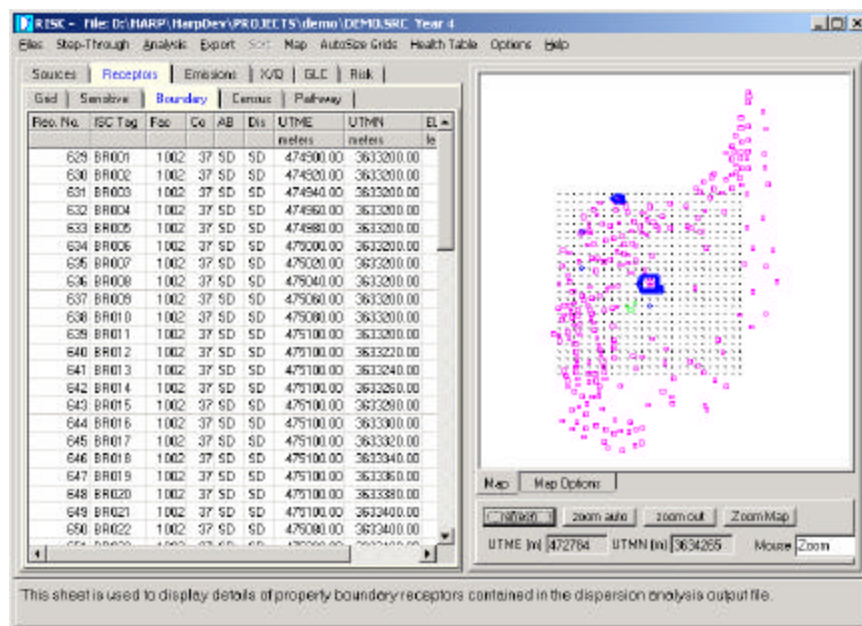 RISK - File: D:\HARP\HarpDev\PROJECTS\demo\DEMO.SRC Year 4
Files Step-Through Analysis Export Sort Map AutoSize Grids Health Table Options Help
Sources Receptors Emissions X/Q GLC Risk
Grid Sensitive Boundary Census Pathway
Rec. No. ISC Tag Fac Co AB Dis UTME UTMN
meters meters
629 BR001 1002 37 SD SD 474900.00 3633200.00
630 BR002 1002 37 SD SD 474920.00 3633200.00
631 BR003 1002 37 SD SD 474940.00 3633200.00
632 BR004 1002 37 SD SD 474960.00 3633200.00
633 BR005 1002 37 SD SD 474980.00 3633200.00
634 BR006 1002 37 SD SD 475000.00 3633200.00
635 BR007 1002 37 SD SD 475020.00 3633200.00
636 BR008 1002 37 SD SD 475040.00 3633200.00
637 BR009 1002 37 SD SD 475060.00 3633200.00
638 BR010 1002 37 SD SD 475080.00 3633200.00
639 BR011 1002 37 SD SD 475100.00 3633200.00
640 BR012 1002 37 SD SD 475100.00 3633220.00
641 BR013 1002 37 SD SD 475100.00 3633240.00
642 BR014 1002 37 SD SD 475100.00 3633260.00
643 BR015 1002 37 SD SD 475100.00 3633280.00
644 BR016 1002 37 SD SD 475100.00 3633300.00
645 BR017 1002 37 SD SD 475100.00 3633320.00
646 BR018 1002 37 SD SD 475100.00 3633340.00
647 BR019 1002 37 SD SD 475100.00 3633360.00
648 BR020 1002 37 SD SD 475100.00 3633380.00
649 BR021 1002 37 SD SD 475100.00 3633400.00
650 BR022 1002 37 SD SD 475080.00 3633400.00
Map Map Options
refresh zoom auto zoom out Zoom Map
UTME (m) 472784 UTMN (m) 3634265 Mouse Zoom
This sheet is used to display details of property boundary receptors contained in the dispersion analysis output file.